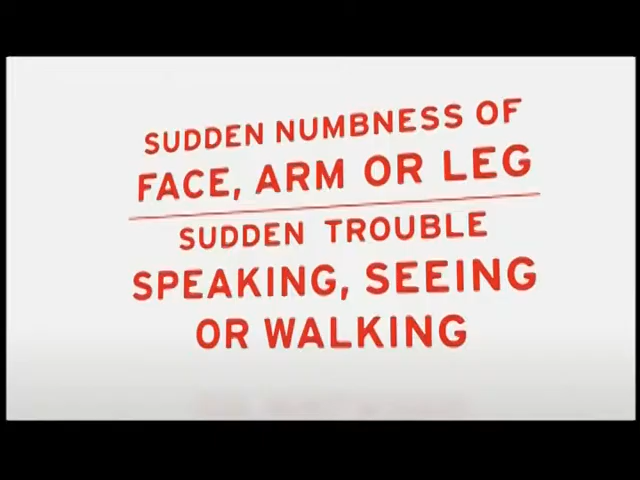 SUDDEN NUMBNESS OF
FACE, ARM OR LEG
SUDDEN TROUBLE
SPEAKING, SEEING
OR WALKING